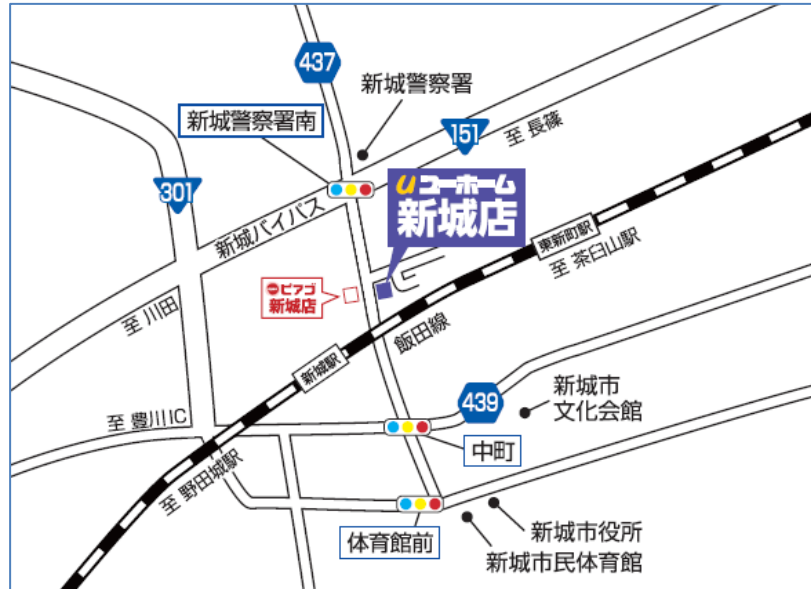 437
新城警察署
新城警察署南
151
至 長篠
301
uユーホーム
新城店
新城バイパス
東新町駅
至 茶臼山駅
ピアゴ
新城店
至 川田
飯田線
新城駅
439
新城市
文化会館
至 豊川IC
中町
至 野田城駅
体育館前
新城市役所
新城市民体育館